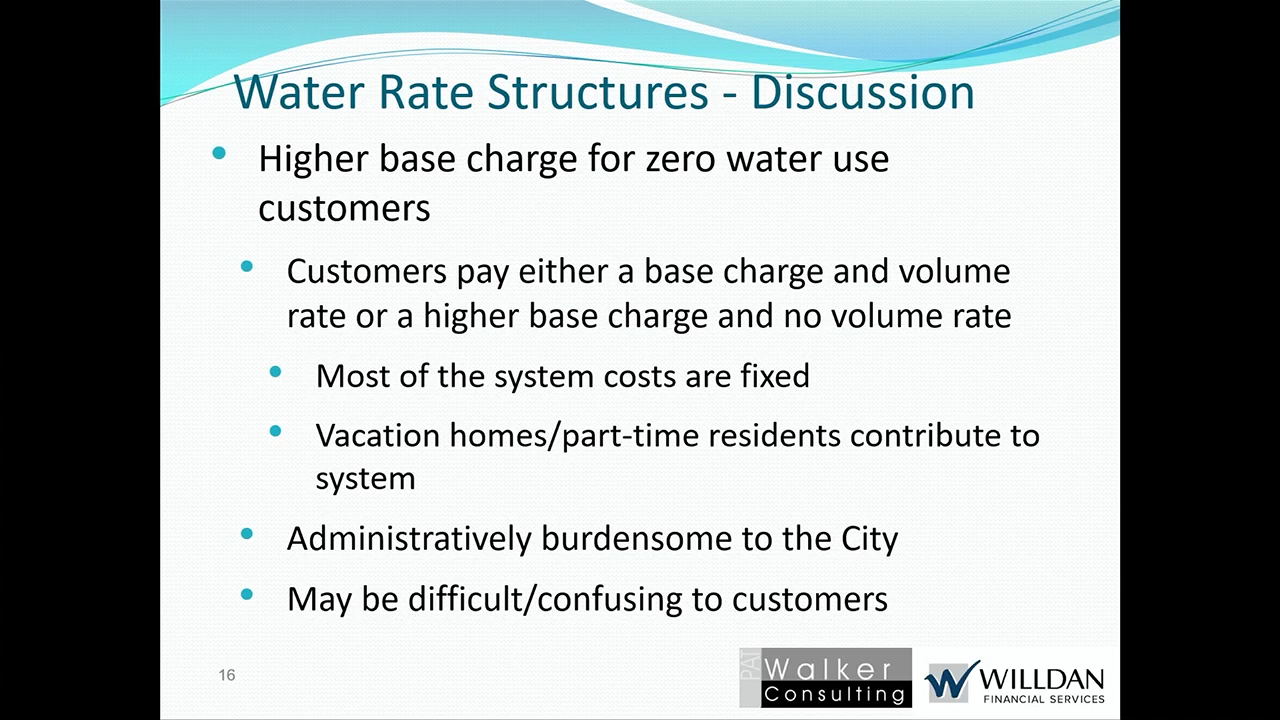 Water Rate Structures - Discussion
• Higher base charge for zero water use
customers
• Customers pay either a base charge and volume
rate or a higher base charge and no volume rate
• Most of the system costs are fixed
• Vacation homes/part-time residents contribute to
system
• Administratively burdensome to the City
• May be difficult/confusing to customers
16
PAT
Walker
Consulting
W WILLDAN
FINANCIAL SERVICES